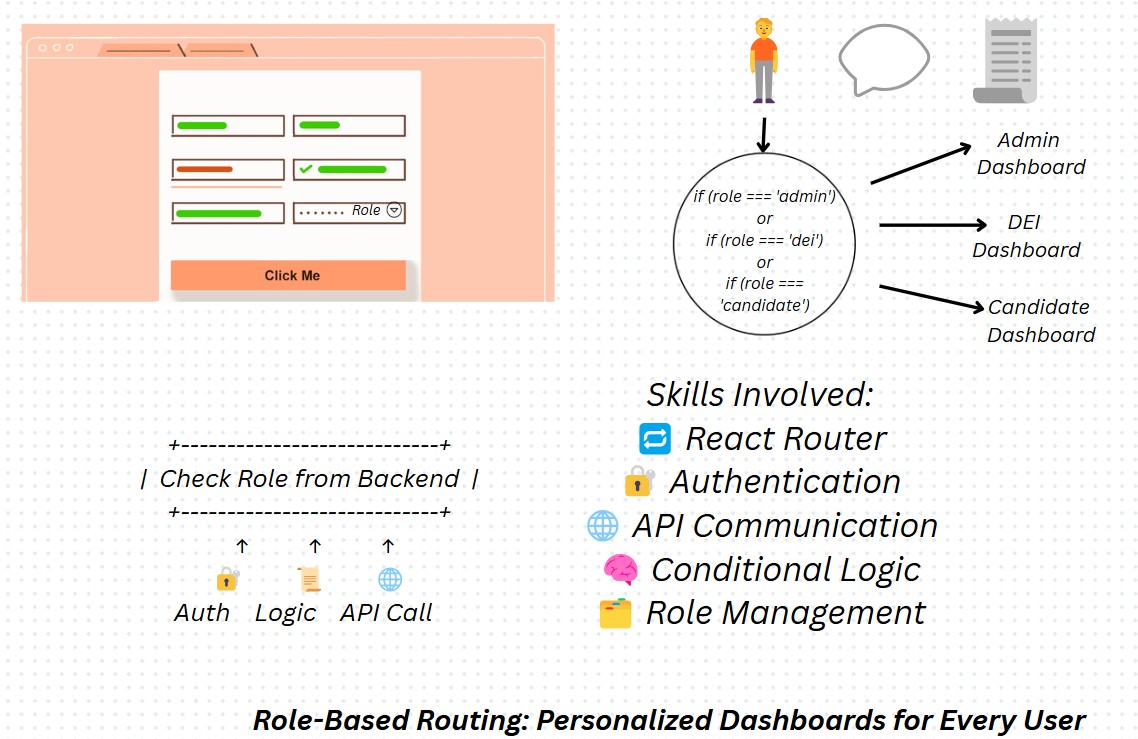 Role
Click Me
if (role === 'admin')
or
if (role === 'dei')
or
if (role ===
'candidate')
Admin
Dashboard
DEI
Dashboard
Candidate
Dashboard
+----------------------------+
| Check Role from Backend |
+----------------------------+
↑ ↑ ↑
Auth Logic API Call
Skills Involved:
React Router
Authentication
API Communication
Conditional Logic
Role Management
Role-Based Routing: Personalized Dashboards for Every User